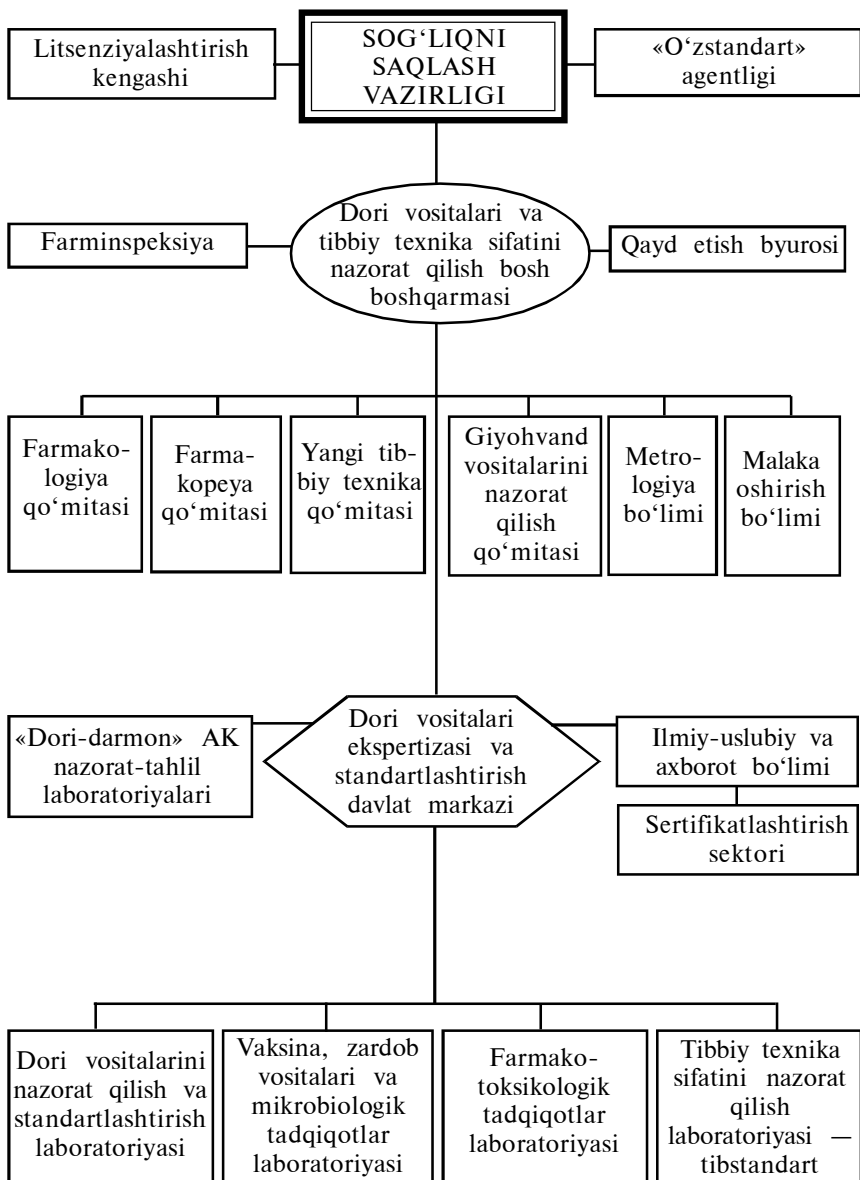 Litsenziyalashtirish
kengashi
SOG‘LIQNI
SAQLASH
VAZIRLIGI
«O‘zstandart»
agentligi
Farminspeksiya
Dori vositalari va
tibbiy texnika sifatini
nazorat qilish bosh
boshqarmasi
Qayd etish byurosi
Farmako-
logiya
qo‘mitasi
Farma-
kopeya
qo‘mitasi
Yangi tib-
biy texnika
qo‘mitasi
Giyohvand
vositalarini
nazorat
qilish
qo‘mitasi
Metro-
logiya
bo‘limi
Malaka
oshirish
bo‘limi
«Dori-darmon» AK
nazorat-tahlil
laboratoriyalari
Dori vositalari
ekspertizasi va
standartlashtirish
davlat markazi
Ilmiy-uslubiy va
axborot bo‘limi
Sertifikatlashtirish
sektori
Dori vositalarini
nazorat qilish va
standartlashtirish
laboratoriyasi
Vaksina, zardob
vositalari va
mikrobiologik
tadqiqotlar
laboratoriyasi
Farmako-
toksikologik
tadqiqotlar
laboratoriyasi
Tibbiy texnika
sifatini nazorat
qilish
laboratoriyasi —
tibstandart